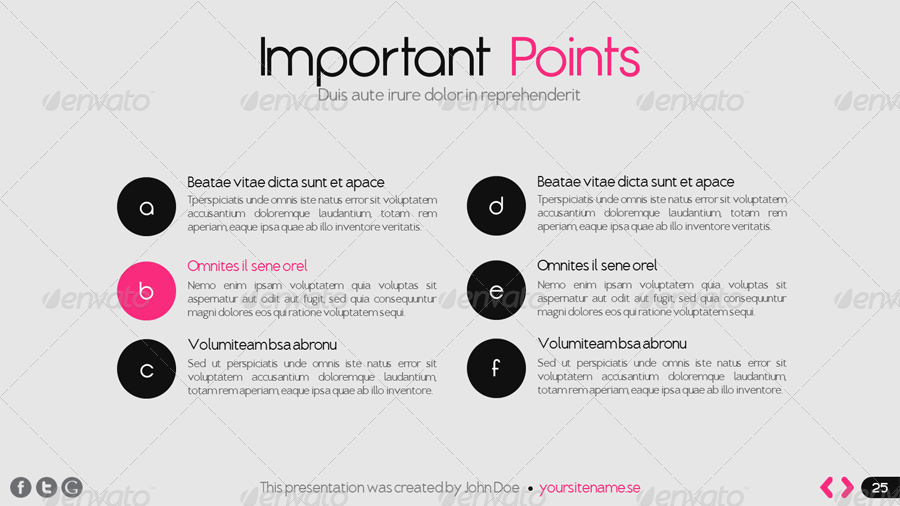 Important Points
Duis aute irure dolor in reprehenderit
a
Beatae vitae dicta sunt et apace
Tperspiciatis unde omnis iste natus error sit voluptatem
accusantium doloremque laudantium, totam rem
aperiam, eaque ipsa quae ab illo inventore veritatis.
b
Omnites il sene orel
Nemo enim ipsam voluptatem quia voluptas sit
aspernatur aut odit aut fugit, sed quia consequuntur
magni dolores eos qui ratione voluptatem sequi.
c
Volumiteam bsa abronu
Sed ut perspiciatis unde omnis iste natus error sit
voluptatem accusantium doloremque laudantium,
totam rem aperiam, eaque ipsa quae ab illo inventore.
d
Beatae vitae dicta sunt et apace
Tperspiciatis unde omnis iste natus error sit voluptatem
accusantium doloremque laudantium, totam rem
aperiam, eaque ipsa quae ab illo inventore veritatis.
e
Omnites il sene orel
Nemo enim ipsam voluptatem quia voluptas sit
aspernatur aut odit aut fugit, sed quia consequuntur
magni dolores eos qui ratione voluptatem sequi.
f
Volumiteam bsa abronu
Sed ut perspiciatis unde omnis iste natus error sit
voluptatem accusantium doloremque laudantium,
totam rem aperiam, eaque ipsa quae ab illo inventore.
f t G
This presentation was created by John Doe • yoursitename.se
25
envato envato envato envato envato
envato envato envato envato envato
envato envato envato envato envato